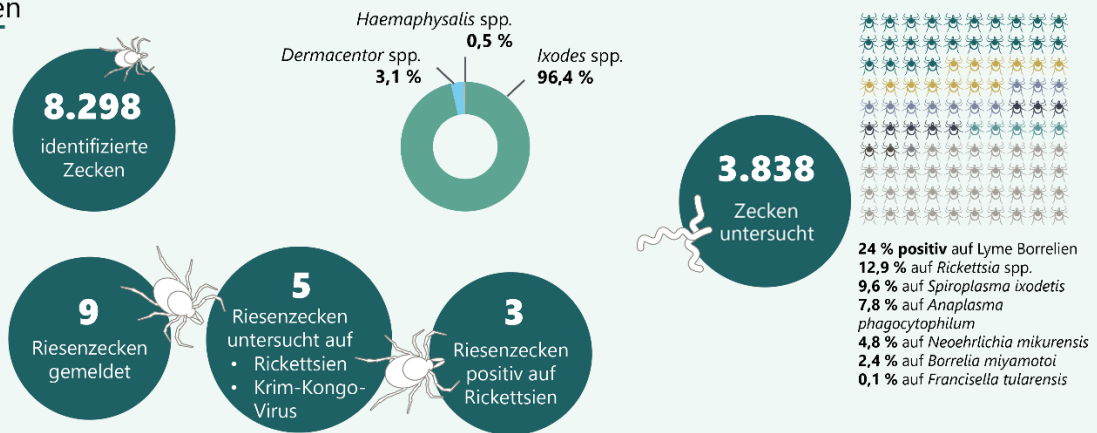 en
8.298
identifizierte
Zecken
Haemaphysalis spp.
0,5 %
Dermacentor spp.
3,1 %
Ixodes spp.
96,4 %
9
Riesenzecken
gemeldet
5
Riesenzecken
untersucht auf
• Rickettsien
• Krim-Kongo-
Virus
3
Riesenzecken
positiv auf
Rickettsien
3.838
Zecken
untersucht
24 % positiv auf Lyme Borrelien
12,9 % auf Rickettsia spp.
9,6 % auf Spiroplasma ixodetis
7,8 % auf Anaplasma
phagocytophilum
4,8 % auf Neoehrlichia mikurensis
2,4 % auf Borrelia miyamotoi
0,1 % auf Francisella tularensis